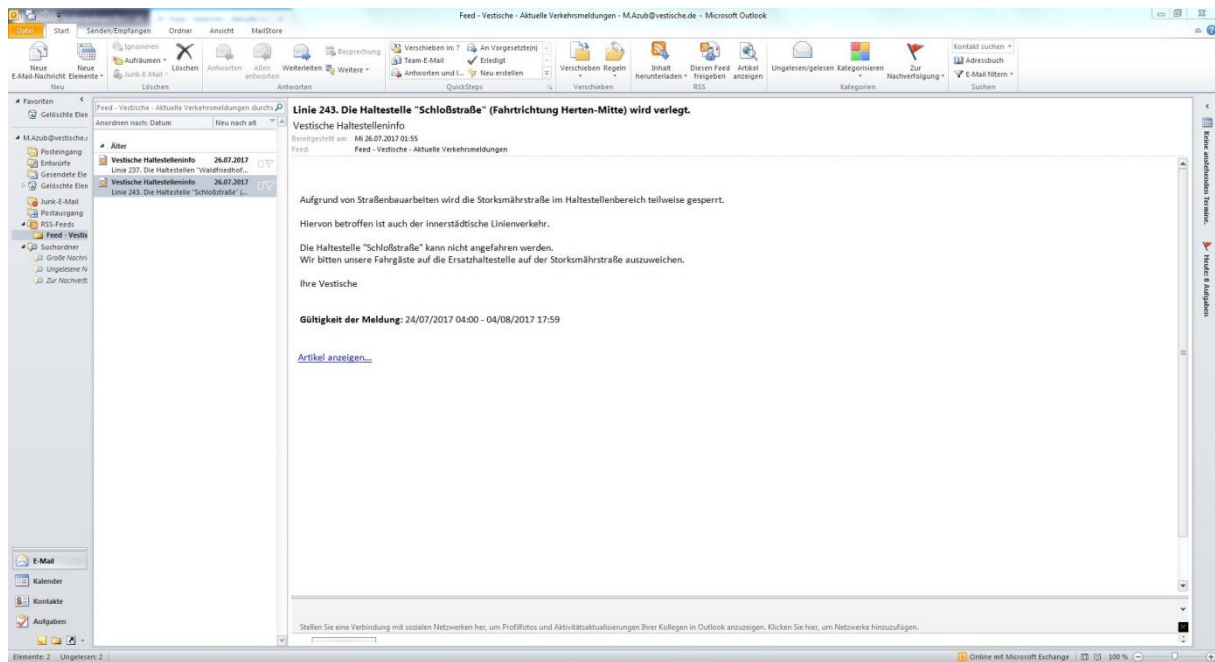 Feed - Vestische - Aktuelle Verkehrsmeldungen - M.Azub@vestische.de - Microsoft Outlook
Datei Start Senden/Empfangen Ordner Ansicht MailStore
Neue E-Mail-Nachricht
Neue Elemente
Neu
Ignorieren
Aufräumen
Junk-E-Mail
Löschen
Löschen
Antworten
Allen antworten
Weiterleiten
Besprechung
Weitere
Antworten
Verschieben in: ?
Team-E-Mail
Antworten und l...
An Vorgesetzte(n)
Erledigt
Neu erstellen
QuickSteps
Verschieben
Regeln
Verschieben
Inhalt herunterladen
Diesen Feed freigeben
Artikel anzeigen
RSS
Ungelesen/gelesen
Kategorisieren
Zur Nachverfolgung
Kategorien
Kontakt suchen
Adressbuch
E-Mail filtern
Suchen
Favoriten
Gelöschte Elen
M.Azub@vestische.
Posteingang
Entwürfe
Gesendete Ele
Gelöschte Elen
Junk-E-Mail
Postausgang
RSS-Feeds
Feed - Vestis
Suchordner
Große Nachri
Ungelesene N
Zur Nachverf
E-Mail
Kalender
Kontakte
Aufgaben
Feed - Vestische - Aktuelle Verkehrsmeldungen durchs
Anordnen nach: Datum Neu nach alt
Älter
Vestische Haltestelleninfo 26.07.2017
Linie 237. Die Haltestellen "Waldfriedhof...
Vestische Haltestelleninfo 26.07.2017
Linie 243. Die Haltestelle "Schloßstraße" (...
Linie 243. Die Haltestelle "Schloßstraße" (Fahrtrichtung Herten-Mitte) wird verlegt.
Vestische Haltestelleninfo
Bereitgestellt am: Mi 26.07.2017 01:55
Feed: Feed - Vestische - Aktuelle Verkehrsmeldungen
Aufgrund von Straßenbauarbeiten wird die Storksmährstraße im Haltestellenbereich teilweise gesperrt.
Hiervon betroffen ist auch der innerstädtische Linienverkehr.
Die Haltestelle "Schloßstraße" kann nicht angefahren werden.
Wir bitten unsere Fahrgäste auf die Ersatzhaltestelle auf der Storksmährstraße auszuweichen.
Ihre Vestische
Gültigkeit der Meldung: 24/07/2017 04:00 - 04/08/2017 17:59
Artikel anzeigen...
Stellen Sie eine Verbindung mit sozialen Netzwerken her, um Profilfotos und Aktivitätsaktualisierungen Ihrer Kollegen in Outlook anzuzeigen. Klicken Sie hier, um Netzwerke hinzuzufügen.
Keine anstehenden Termine.
Heute: 0 Aufgaben
Elemente: 2 Ungelesen: 2
Online mit Microsoft Exchange 100 %